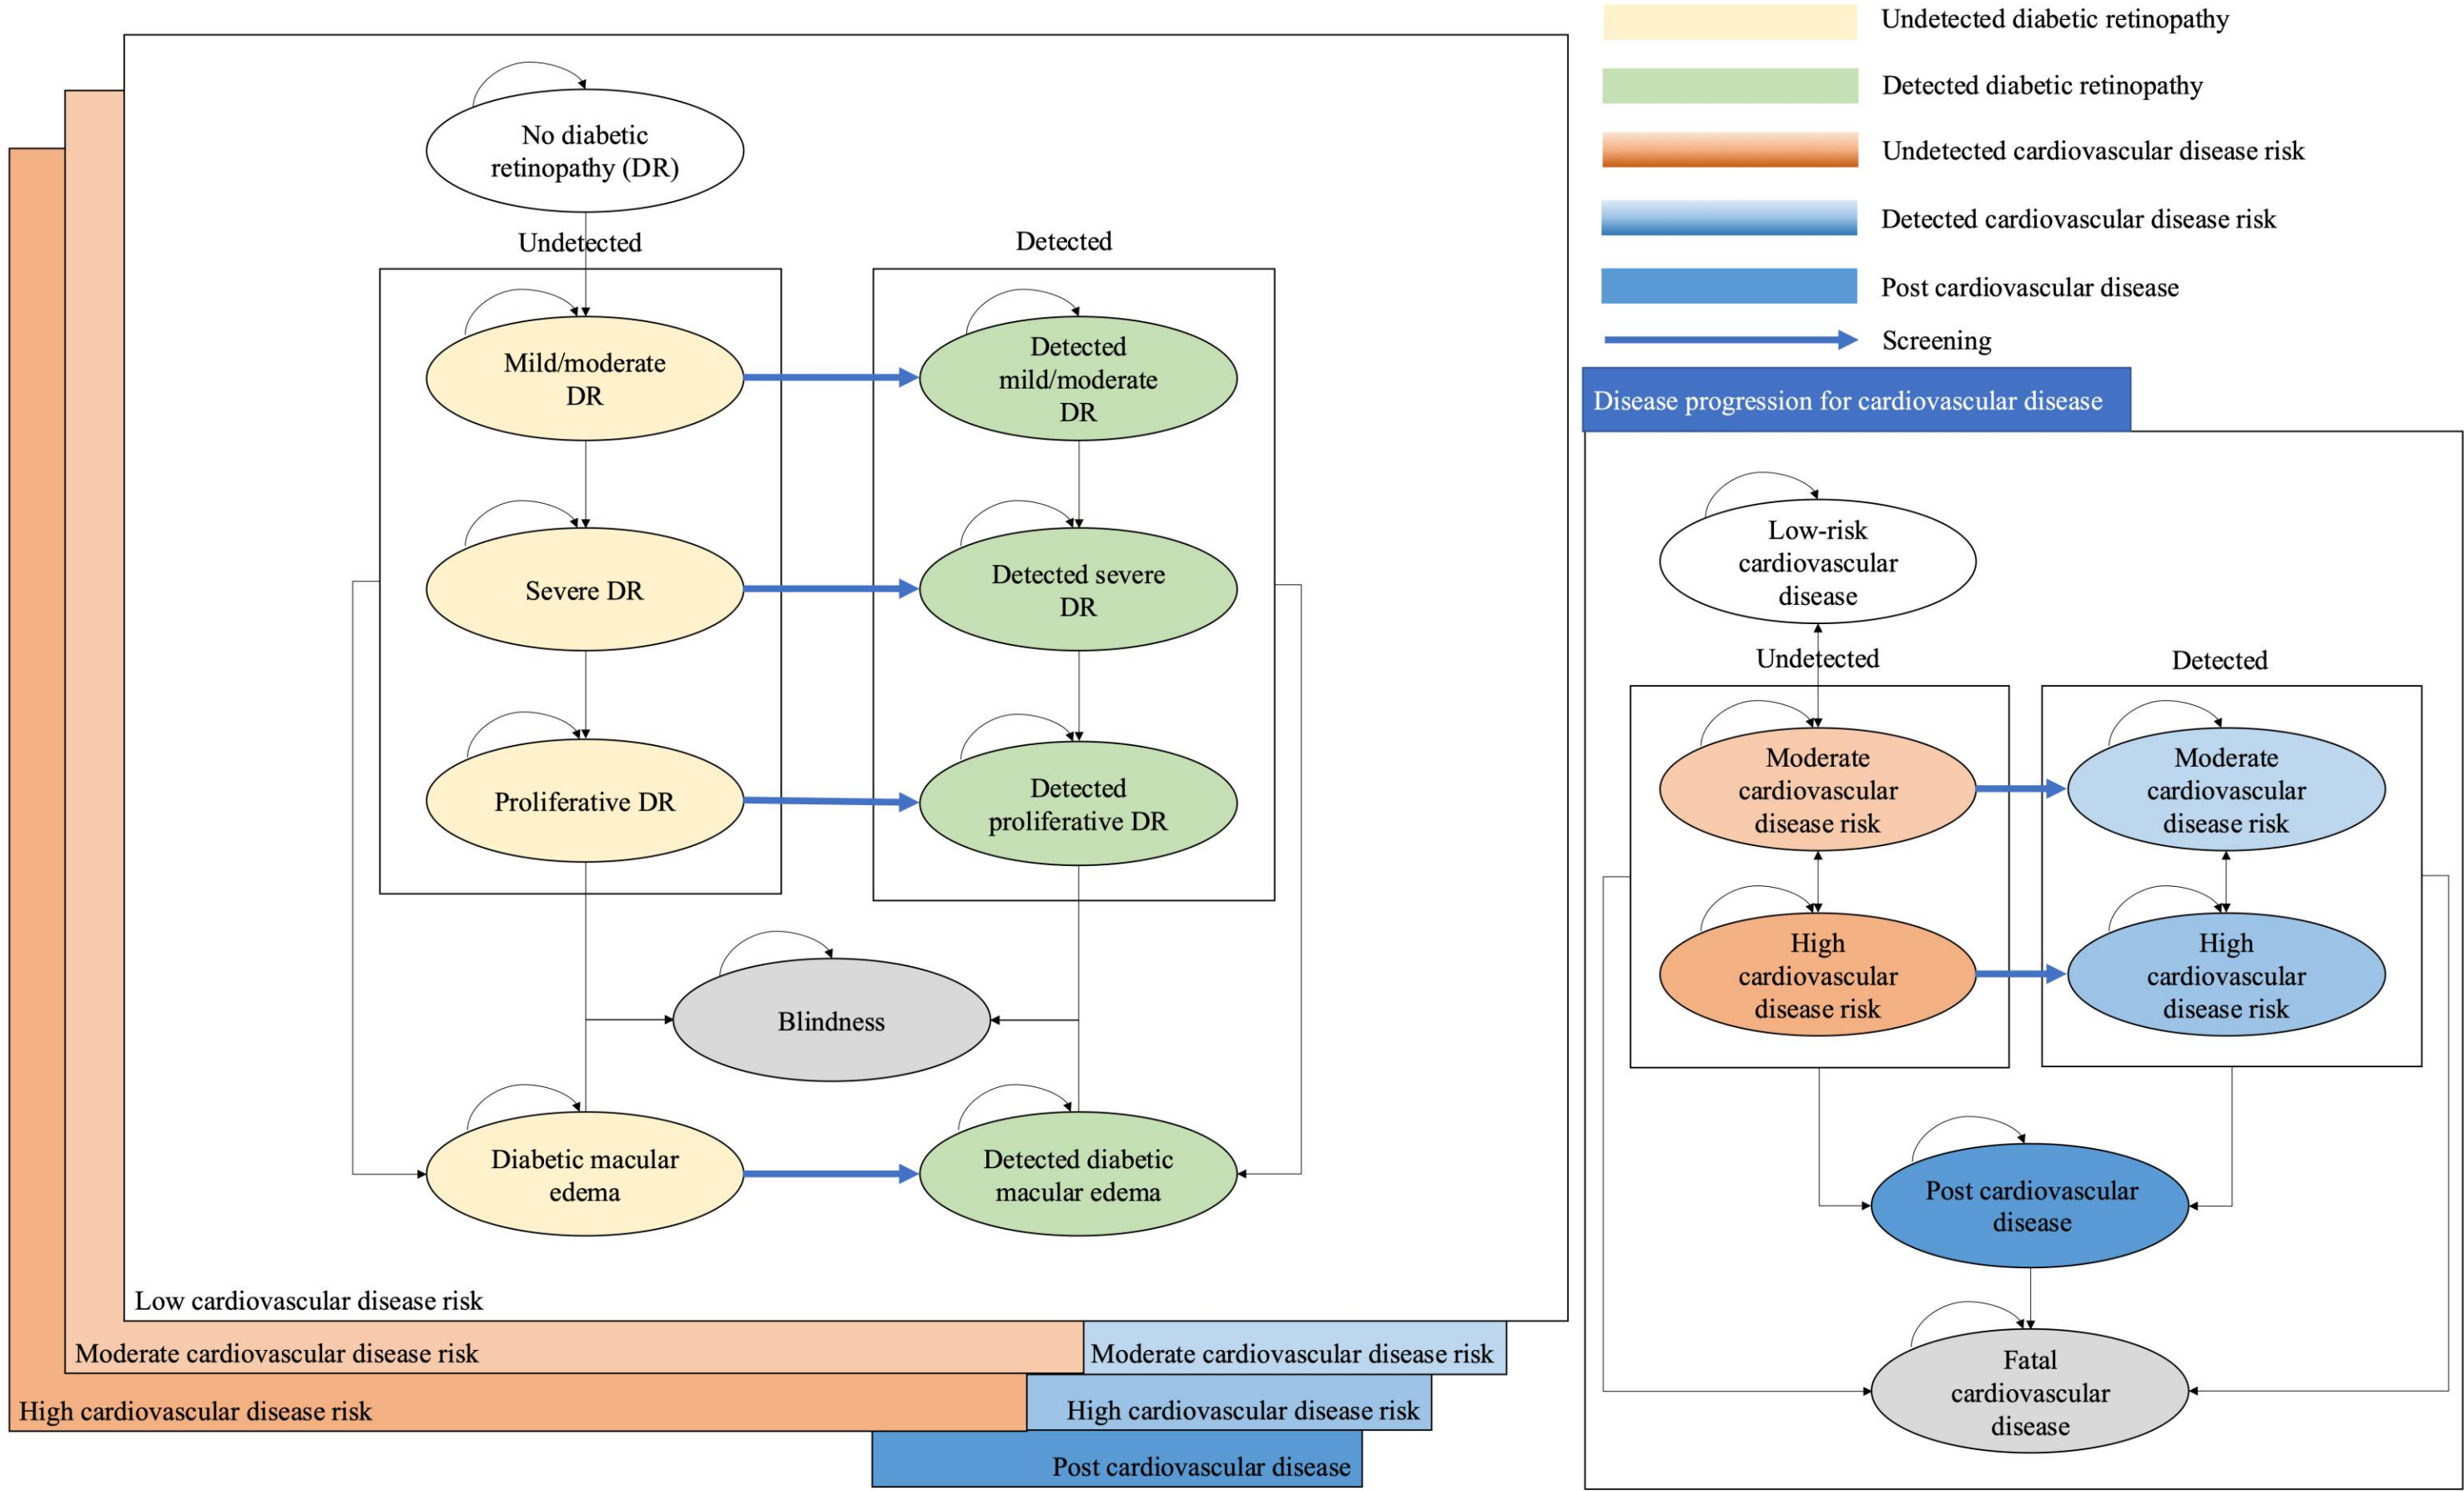 No diabetic
retinopathy (DR)
Undetected
Detected
Mild/moderate
DR
Detected
mild/moderate
DR
Severe DR
Detected severe
DR
Proliferative DR
Detected
proliferative DR
Blindness
Diabetic macular
edema
Detected diabetic
macular edema
Low cardiovascular disease risk
Moderate cardiovascular disease risk
Moderate cardiovascular disease risk
High cardiovascular disease risk
High cardiovascular disease risk
Post cardiovascular disease
Undetected diabetic retinopathy
Detected diabetic retinopathy
Undetected cardiovascular disease risk
Detected cardiovascular disease risk
Post cardiovascular disease
Screening
Disease progression for cardiovascular disease
Low-risk
cardiovascular
disease
Undetected
Detected
Moderate
cardiovascular
disease risk
Moderate
cardiovascular
disease risk
High
cardiovascular
disease risk
High
cardiovascular
disease risk
Post cardiovascular
disease
Fatal
cardiovascular
disease